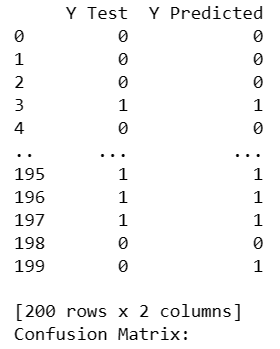 Y Test Y Predicted
0 0 0
1 0 0
2 0 0
3 1 1
4 0 0
.. ... ...
195 1 1
196 1 1
197 1 1
198 0 0
199 0 1
[200 rows x 2 columns]
Confusion Matrix: